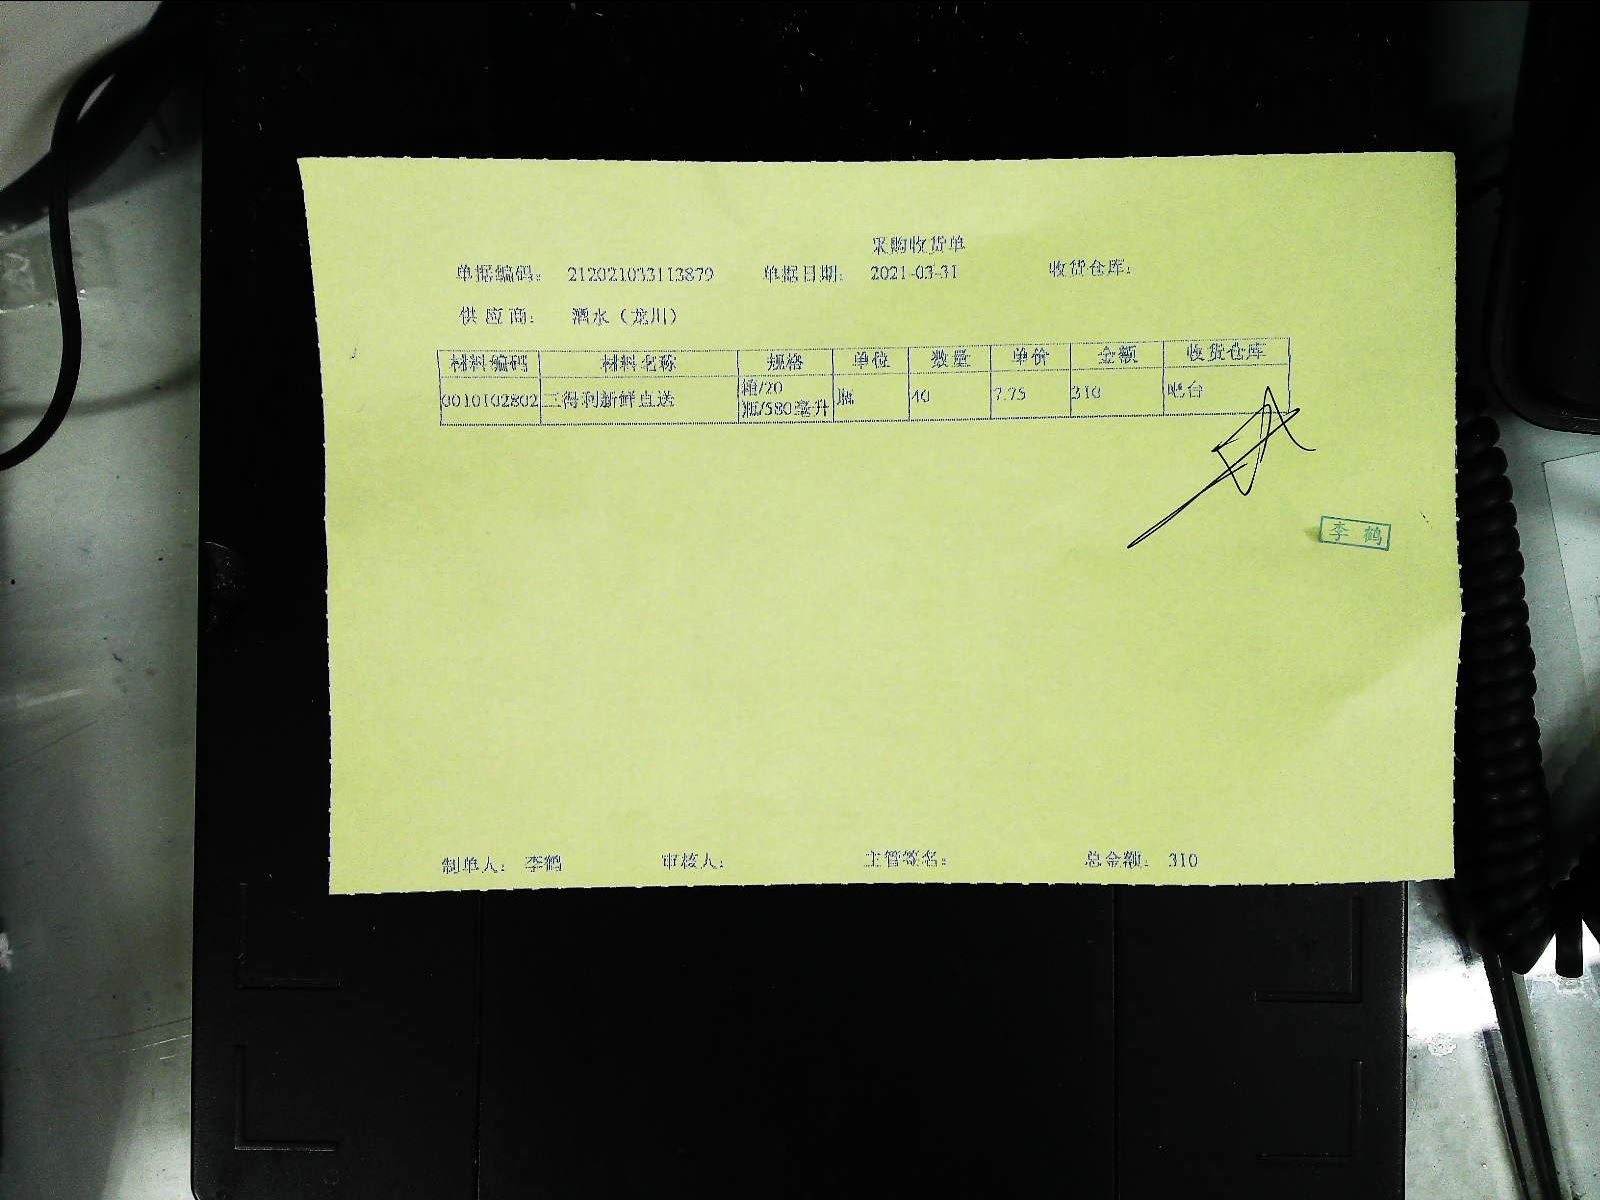 采购收货单
单据编码： 212021033113879 单据日期： 2021-03-31 收货仓库：
供应商： 酒水（龙川）
材料编码 材料名称 规格 单位 数量 单价 金额 收货仓库
0010102802 三得利新鲜直送 箱/20瓶/580毫升 瓶 40 7.75 310 吧台
李鹤
制单人： 李鹤 审核人： 主管签名： 总金额： 310